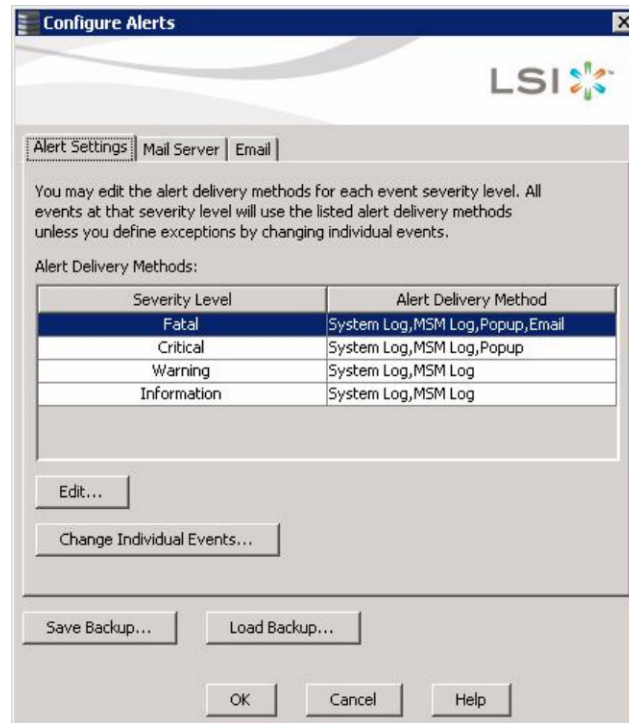 Configure Alerts
LSI
Alert Settings Mail Server Email
You may edit the alert delivery methods for each event severity level. All
events at that severity level will use the listed alert delivery methods
unless you define exceptions by changing individual events.
Alert Delivery Methods:
Severity Level Alert Delivery Method
Fatal System Log,MSM Log,Popup,Email
Critical System Log,MSM Log,Popup
Warning System Log,MSM Log
Information System Log,MSM Log
Edit...
Change Individual Events...
Save Backup... Load Backup...
OK Cancel Help